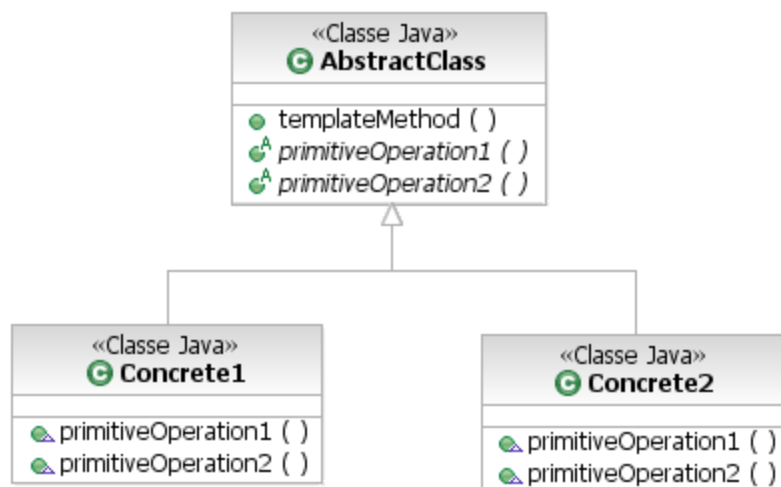 «Classe Java»
AbstractClass
templateMethod ( )
primitiveOperation1 ( )
primitiveOperation2 ( )
«Classe Java»
Concrete1
primitiveOperation1 ( )
primitiveOperation2 ( )
«Classe Java»
Concrete2
primitiveOperation1 ( )
primitiveOperation2 ( )